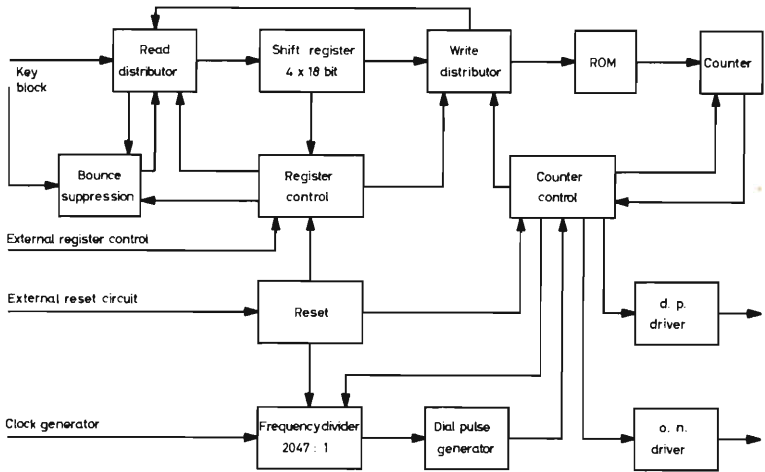 Read
distributor
Shift register
4 x 18 bit
Write
distributor
ROM
Counter
Key
block
Bounce
suppression
Register
control
Counter
control
External register control
External reset circuit
Reset
d. p.
driver
Clock generator
Frequency divider
2047 : 1
Dial pulse
generator
o. n.
driver